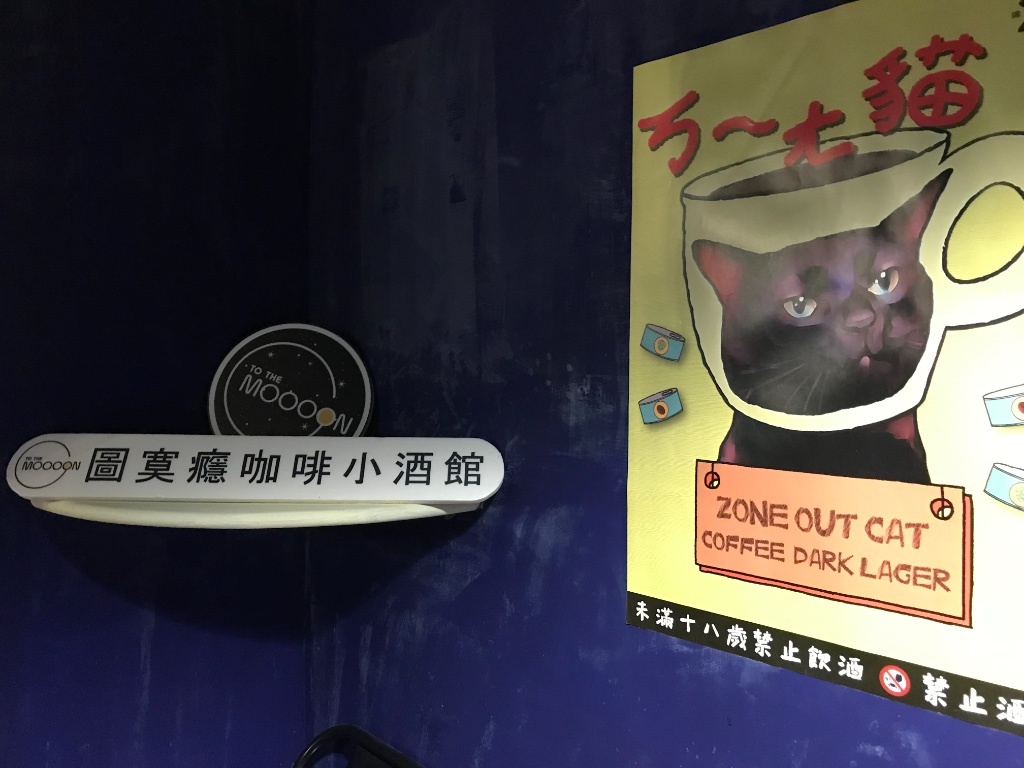 TO THE
MOOOON
TO THE
MOOOON
圖寞癮咖啡小酒館
ㄎ～ㄤ貓
ZONE OUT CAT
COFFEE DARK LAGER
未滿十八歲禁止飲酒 禁止酒